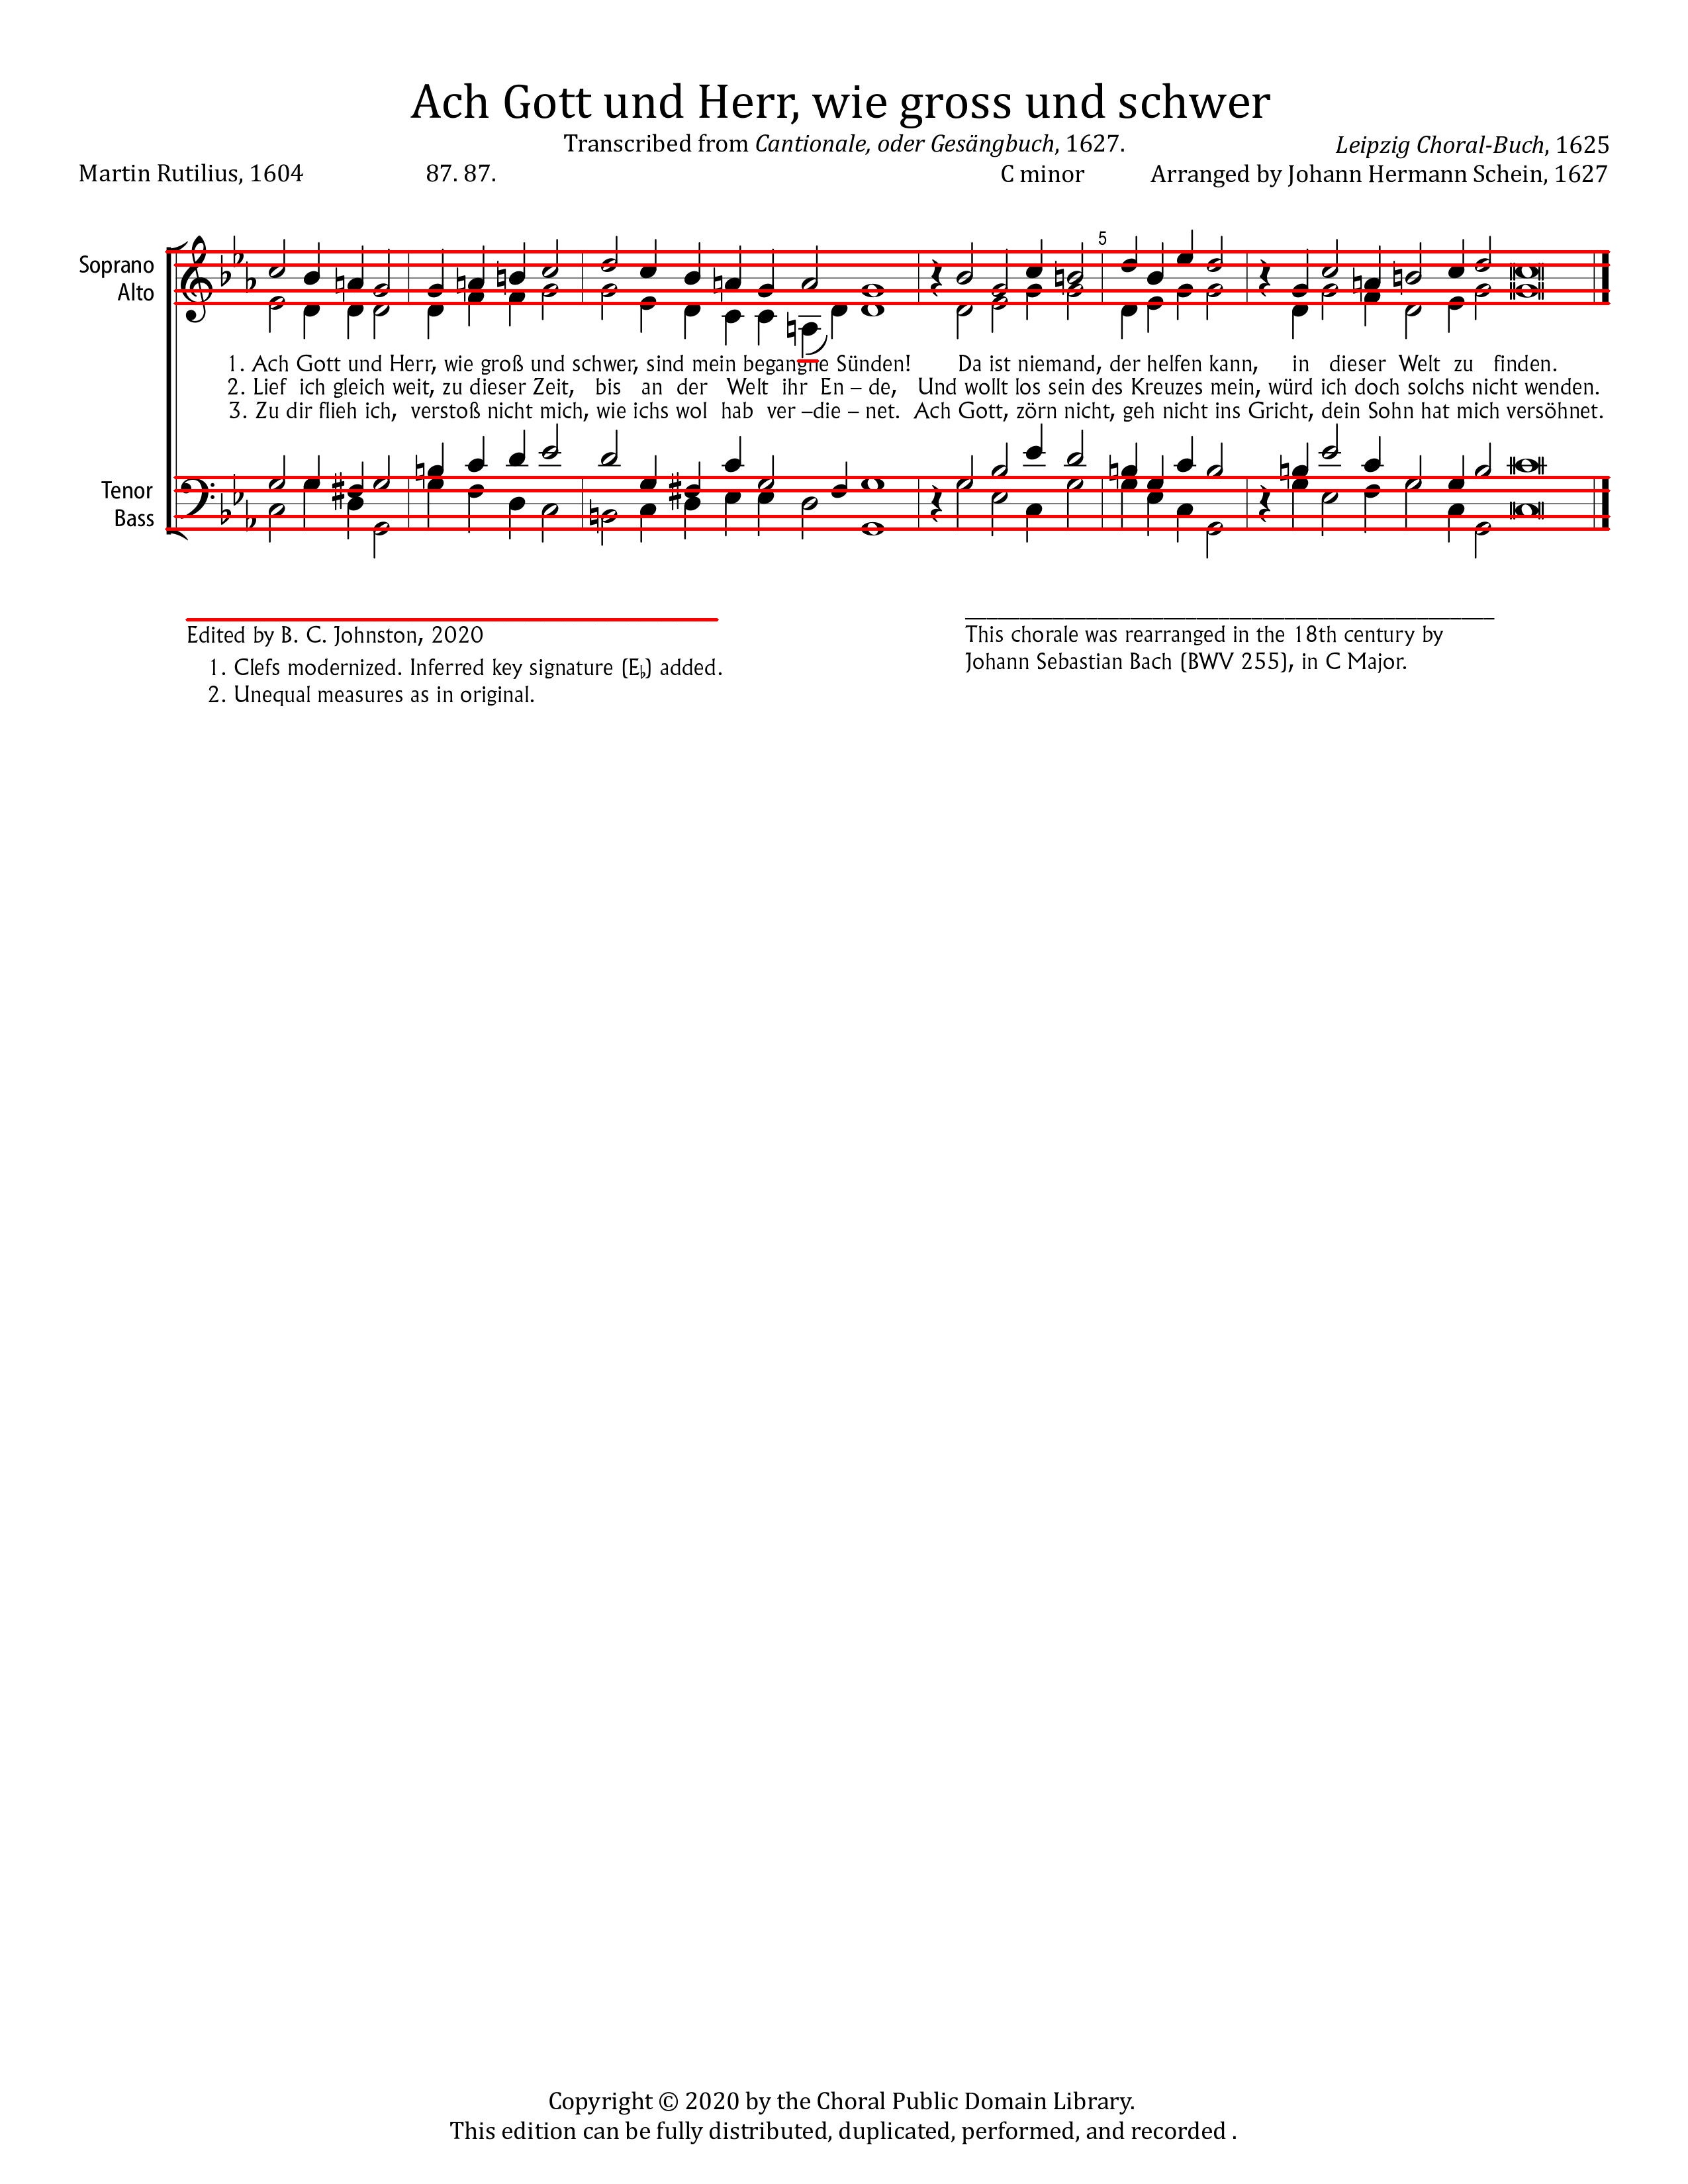 Ach Gott und Herr, wie gross und schwer
Transcribed from Cantionale, oder Gesängbuch, 1627.
Leipzig Choral-Buch, 1625
Martin Rutilius, 1604
87. 87.
C minor
Arranged by Johann Hermann Schein, 1627
5
Soprano
Alto
1. Ach Gott und Herr, wie groß und schwer, sind mein begangne Sünden! Da ist niemand, der helfen kann, in dieser Welt zu finden.
2. Lief ich gleich weit, zu dieser Zeit, bis an der Welt ihr En – de, Und wollt los sein des Kreuzes mein, würd ich doch solchs nicht wenden.
3. Zu dir flieh ich, verstoß nicht mich, wie ichs wol hab ver –die – net. Ach Gott, zörn nicht, geh nicht ins Gricht, dein Sohn hat mich versöhnet.
Tenor
Bass
Edited by B. C. Johnston, 2020
1. Clefs modernized. Inferred key signature (E♭) added.
2. Unequal measures as in original.
This chorale was rearranged in the 18th century by
Johann Sebastian Bach (BWV 255), in C Major.
Copyright © 2020 by the Choral Public Domain Library.
This edition can be fully distributed, duplicated, performed, and recorded .